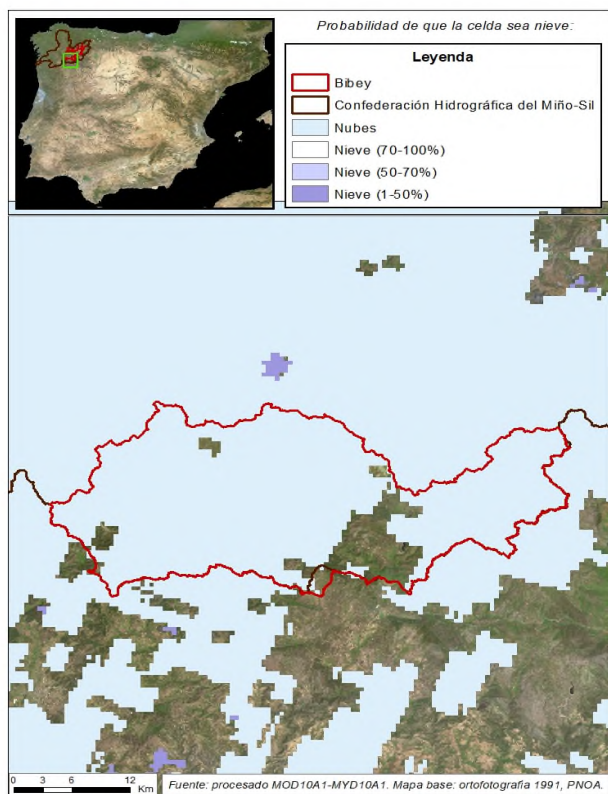 Probabilidad de que la celda sea nieve:
Leyenda
Bibey
Confederación Hidrográfica del Miño-Sil
Nubes
Nieve (70-100%)
Nieve (50-70%)
Nieve (1-50%)
0 3 6 12
Km
Fuente: procesado MOD10A1-MYD10A1. Mapa base: ortofotografía 1991, PNOA.